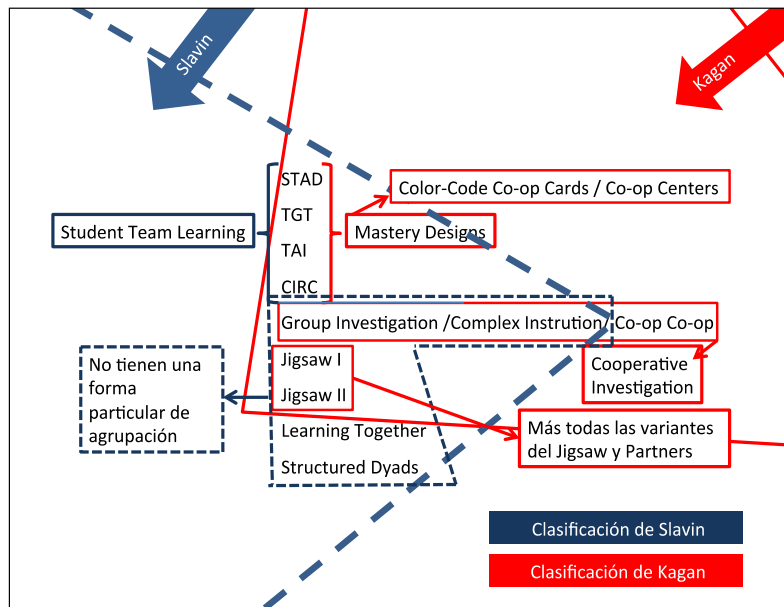 Slavin
Kagan
STAD
TGT
TAI
CIRC
Color-Code Co-op Cards / Co-op Centers
Student Team Learning
Mastery Designs
Group Investigation /Complex Instrution/ Co-op Co-op
No tienen una
forma
particular de
agrupación
Jigsaw I
Jigsaw II
Learning Together
Structured Dyads
Cooperative
Investigation
Más todas las variantes
del Jigsaw y Partners
Clasificación de Slavin
Clasificación de Kagan